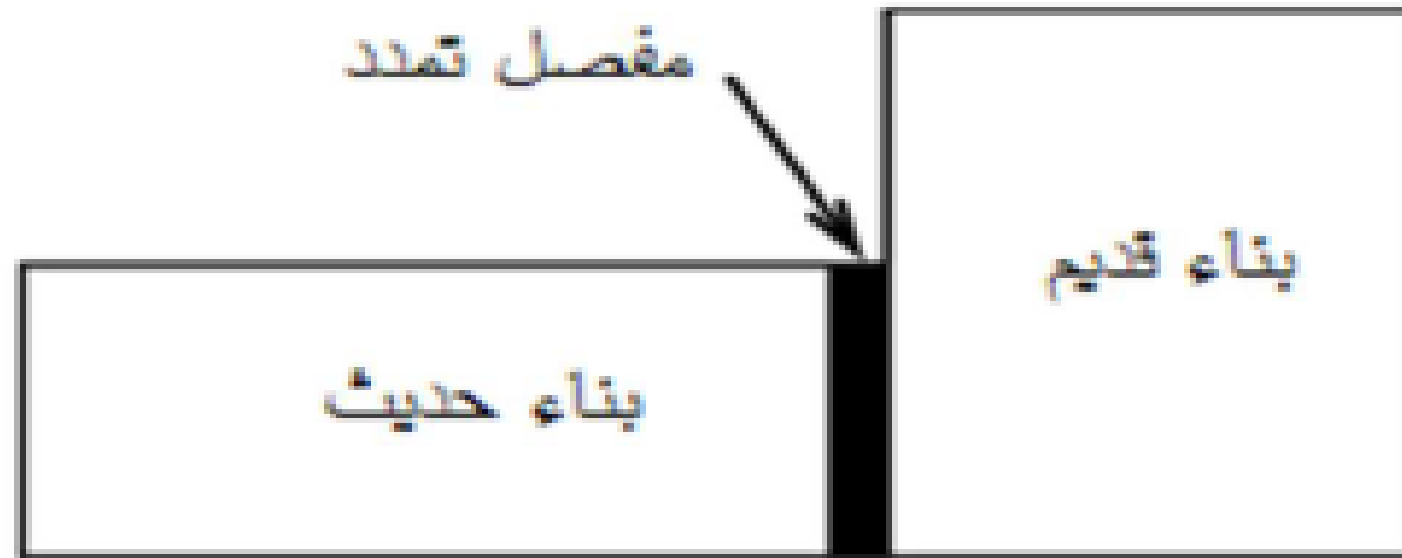 مفصل تمدد
بناء قديم
بناء حديث